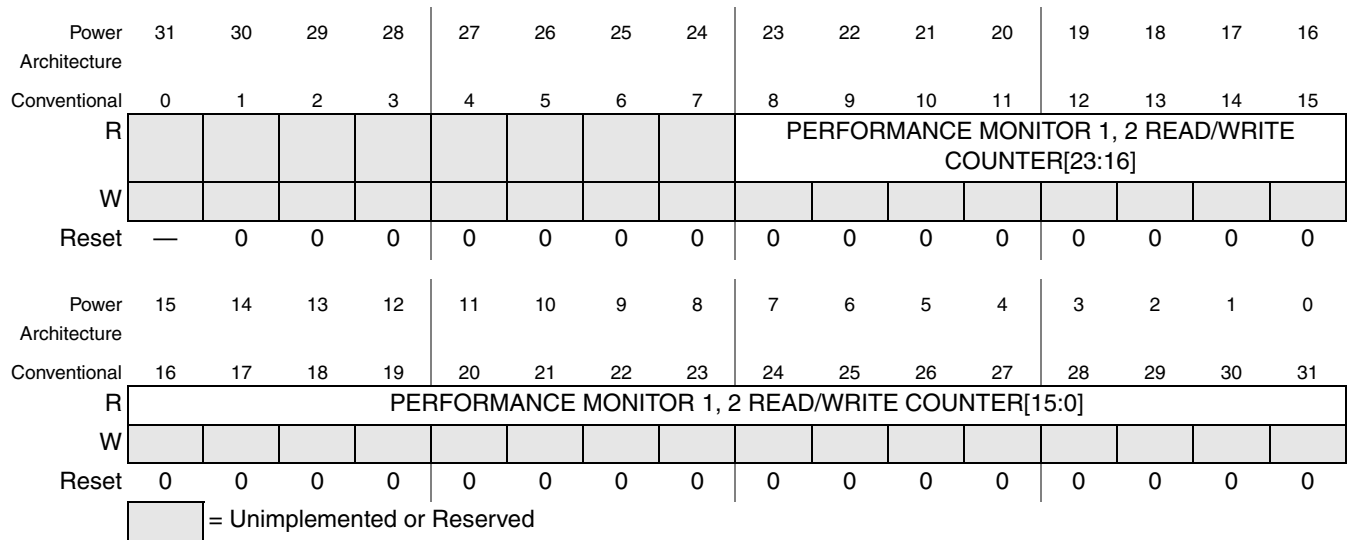 Power 31 30 29 28 27 26 25 24 23 22 21 20 19 18 17 16
Architecture
Conventional 0 1 2 3 4 5 6 7 8 9 10 11 12 13 14 15
R PERFORMANCE MONITOR 1, 2 READ/WRITE
COUNTER[23:16]
W
Reset — 0 0 0 0 0 0 0 0 0 0 0 0 0 0 0
Power 15 14 13 12 11 10 9 8 7 6 5 4 3 2 1 0
Architecture
Conventional 16 17 18 19 20 21 22 23 24 25 26 27 28 29 30 31
R PERFORMANCE MONITOR 1, 2 READ/WRITE COUNTER[15:0]
W
Reset 0 0 0 0 0 0 0 0 0 0 0 0 0 0 0 0
= Unimplemented or Reserved